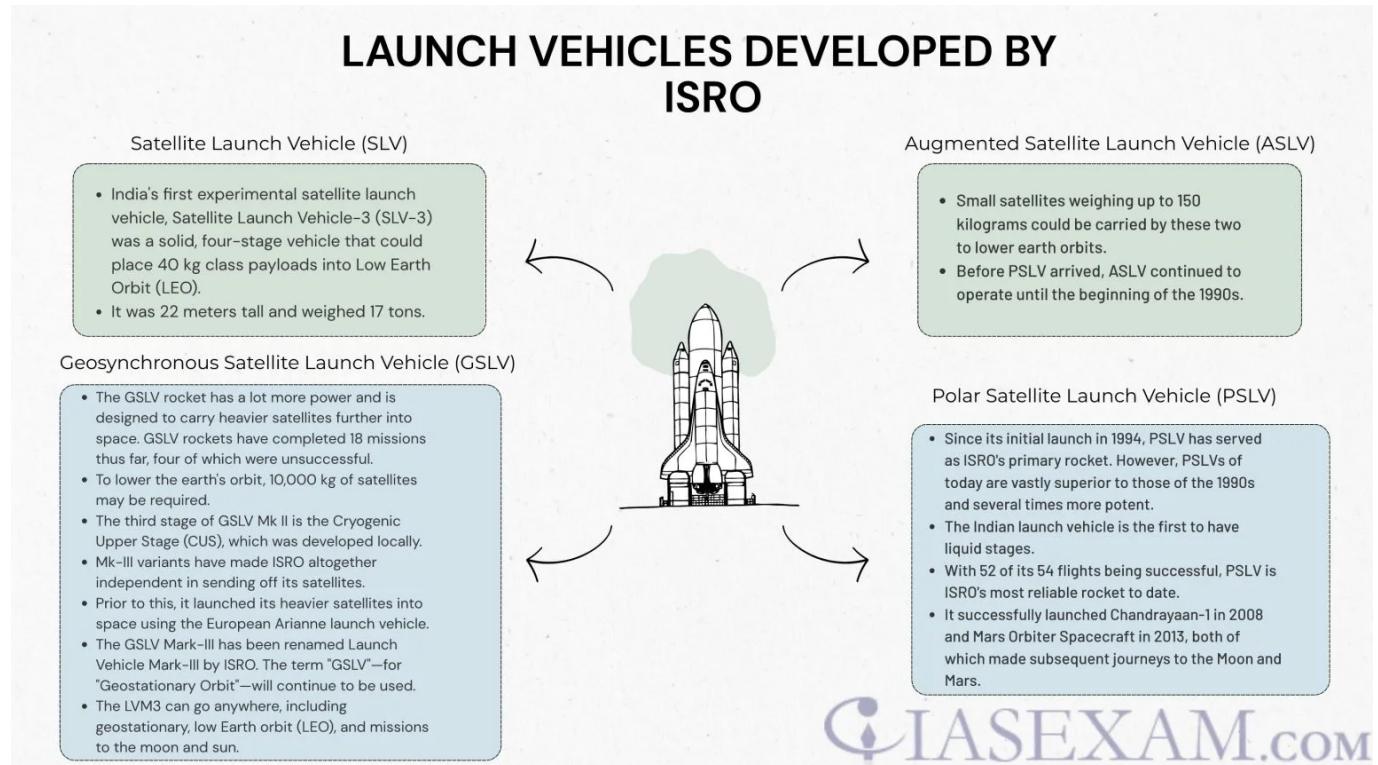 LAUNCH VEHICLES DEVELOPED BY
ISRO
Satellite Launch Vehicle (SLV)
• India's first experimental satellite launch
vehicle, Satellite Launch Vehicle-3 (SLV-3)
was a solid, four-stage vehicle that could
place 40 kg class payloads into Low Earth
Orbit (LEO).
• It was 22 meters tall and weighed 17 tons.
Augmented Satellite Launch Vehicle (ASLV)
• Small satellites weighing up to 150
kilograms could be carried by these two
to lower earth orbits.
• Before PSLV arrived, ASLV continued to
operate until the beginning of the 1990s.
Geosynchronous Satellite Launch Vehicle (GSLV)
• The GSLV rocket has a lot more power and is
designed to carry heavier satellites further into
space. GSLV rockets have completed 18 missions
thus far, four of which were unsuccessful.
• To lower the earth's orbit, 10,000 kg of satellites
may be required.
• The third stage of GSLV Mk II is the Cryogenic
Upper Stage (CUS), which was developed locally.
• Mk-III variants have made ISRO altogether
independent in sending off its satellites.
• Prior to this, it launched its heavier satellites into
space using the European Arianne launch vehicle.
• The GSLV Mark-III has been renamed Launch
Vehicle Mark-III by ISRO. The term "GSLV"—for
"Geostationary Orbit"—will continue to be used.
• The LVM3 can go anywhere, including
geostationary, low Earth orbit (LEO), and missions
to the moon and sun.
Polar Satellite Launch Vehicle (PSLV)
• Since its initial launch in 1994, PSLV has served
as ISRO's primary rocket. However, PSLVs of
today are vastly superior to those of the 1990s
and several times more potent.
• The Indian launch vehicle is the first to have
liquid stages.
• With 52 of its 54 flights being successful, PSLV is
ISRO's most reliable rocket to date.
• It successfully launched Chandrayaan-1 in 2008
and Mars Orbiter Spacecraft in 2013, both of
which made subsequent journeys to the Moon and
Mars.
IASEXAM.COM